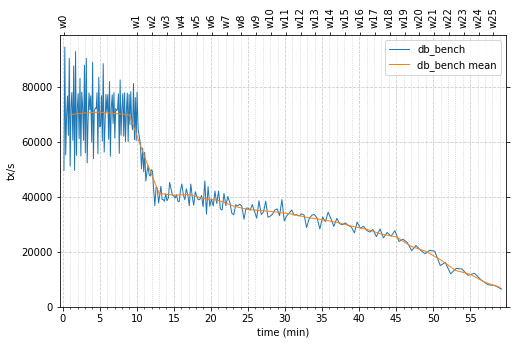 w0 w1 w2 w3 w4 w5 w6 w7 w8 w9 w10 w11 w12 w13 w14 w15 w16 w17 w18 w19 w20 w21 w22 w23 w24 w25
db_bench
db_bench mean
80000
60000
40000
20000
0
tx/s
0 5 10 15 20 25 30 35 40 45 50 55
time (min)